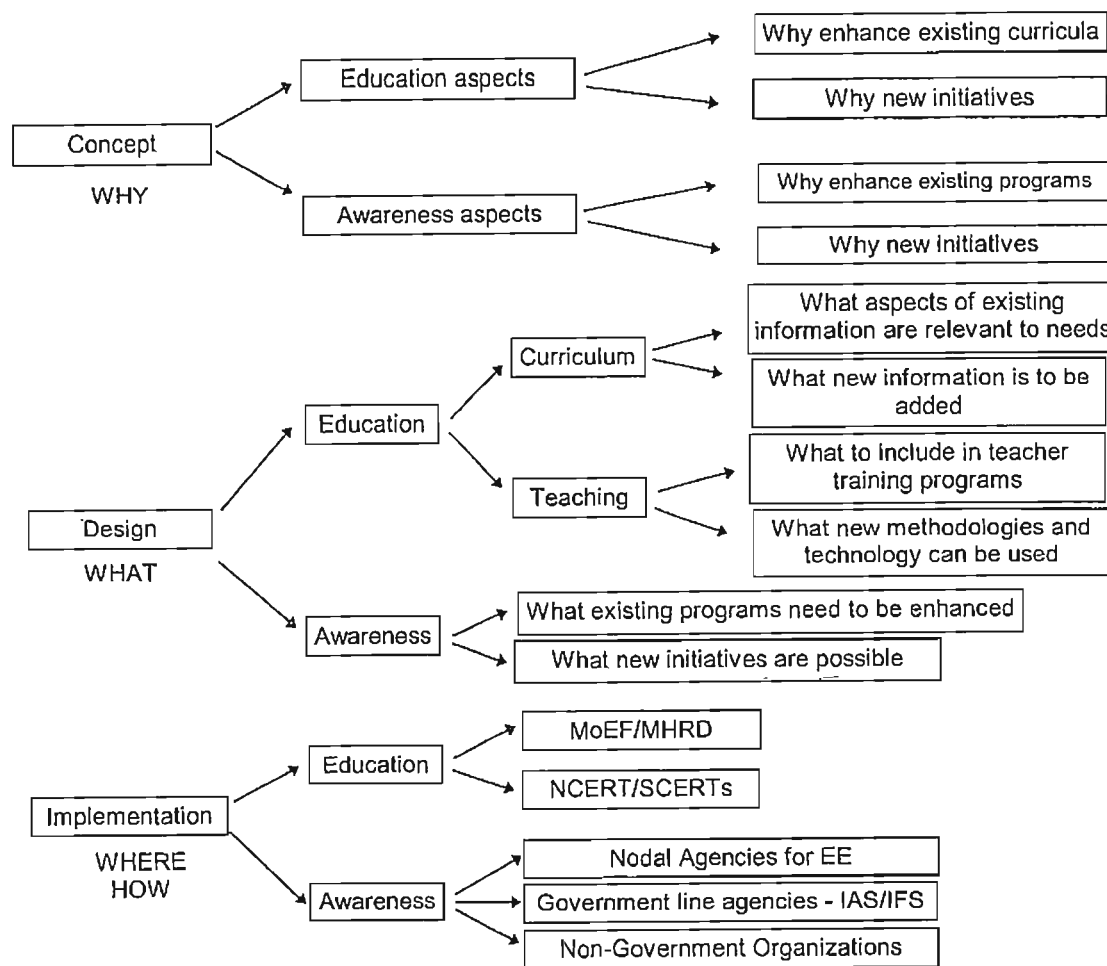 Why enhance existing curricula
Education aspects
Why new initiatives
Concept
WHY
Why enhance existing programs
Awareness aspects
Why new initiatives
What aspects of existing
information are relevant to needs
Curriculum
What new information is to be
added
Education
What to include in teacher
training programs
Teaching
What new methodologies and
technology can be used
Design
WHAT
What existing programs need to be enhanced
Awareness
What new initiatives are possible
MoEF/MHRD
Education
NCERT/SCERTs
Implementation
WHERE
HOW
Nodal Agencies for EE
Awareness
Government line agencies - IAS/IFS
Non-Government Organizations